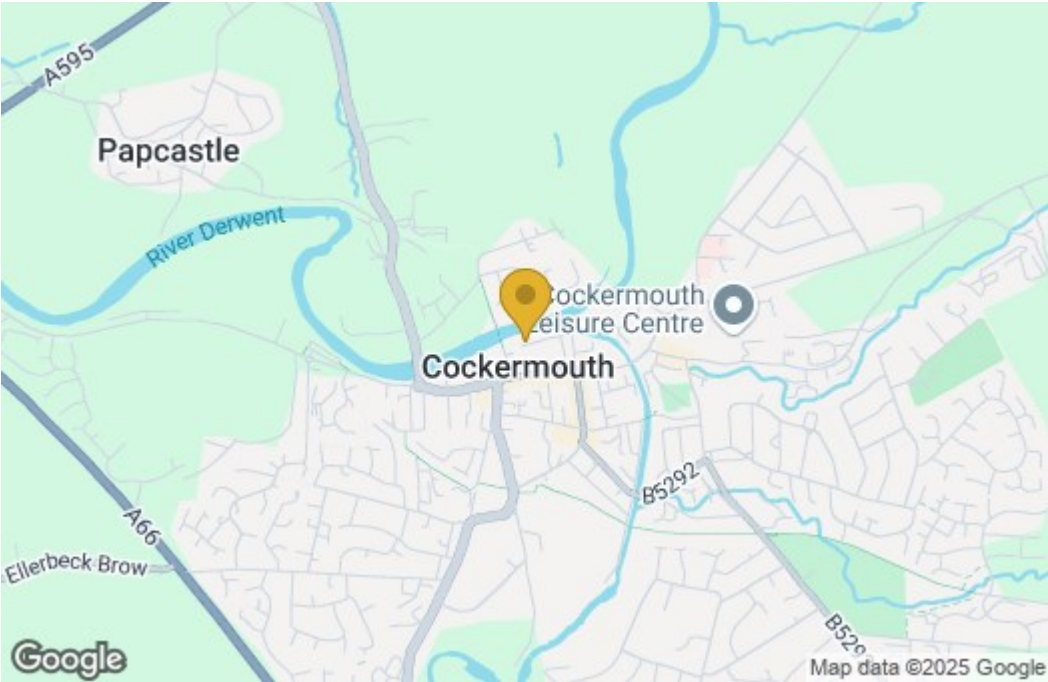 A595
Papcastle
River Derwent
Cockermouth
Leisure Centre
Cockermouth
B5292
A66
Ellerbeck Brow
Google
Map data ©2025 Google